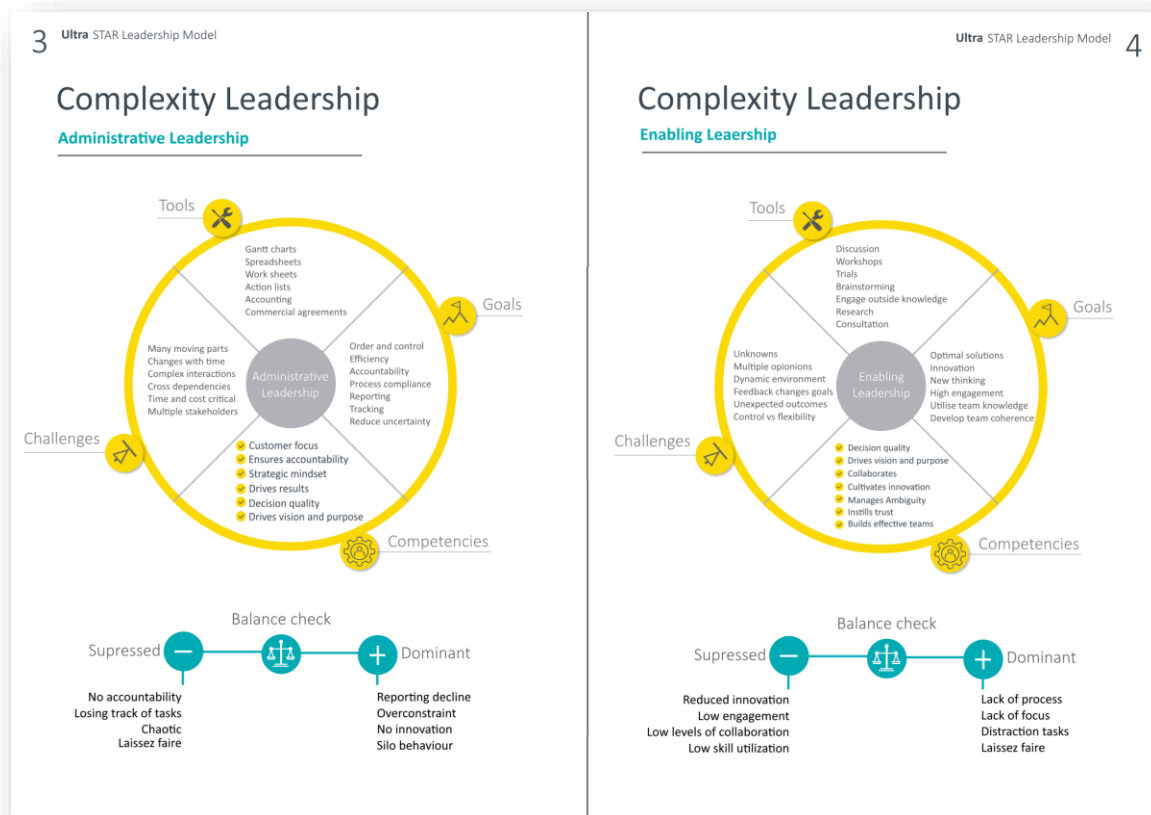 3
Ultra STAR Leadership Model
Complexity Leadership
Administrative Leadership
Tools
Gantt charts
Spreadsheets
Work sheets
Action lists
Accounting
Commercial agreements
Goals
Order and control
Efficiency
Accountability
Process compliance
Reporting
Tracking
Reduce uncertainty
Many moving parts
Changes with time
Complex interactions
Cross dependencies
Time and cost critical
Multiple stakeholders
Administrative
Leadership
Challenges
Customer focus
Ensures accountability
Strategic mindset
Drives results
Decision quality
Drives vision and purpose
Competencies
Balance check
Supressed
Dominant
No accountability
Losing track of tasks
Chaotic
Laissez faire
Reporting decline
Overconstraint
No innovation
Silo behaviour
Ultra STAR Leadership Model
4
Complexity Leadership
Enabling Leaership
Tools
Discussion
Workshops
Trials
Brainstorming
Engage outside knowledge
Research
Consultation
Goals
Optimal solutions
Innovation
New thinking
High engagement
Utilise team knowledge
Develop team coherence
Unknowns
Multiple opionions
Dynamic environment
Feedback changes goals
Unexpected outcomes
Control vs flexibility
Enabling
Leadership
Challenges
Decision quality
Drives vision and purpose
Collaborates
Cultivates innovation
Manages Ambiguity
Instills trust
Builds effective teams
Competencies
Balance check
Supressed
Dominant
Reduced innovation
Low engagement
Low levels of collaboration
Low skill utilization
Lack of process
Lack of focus
Distraction tasks
Laissez faire